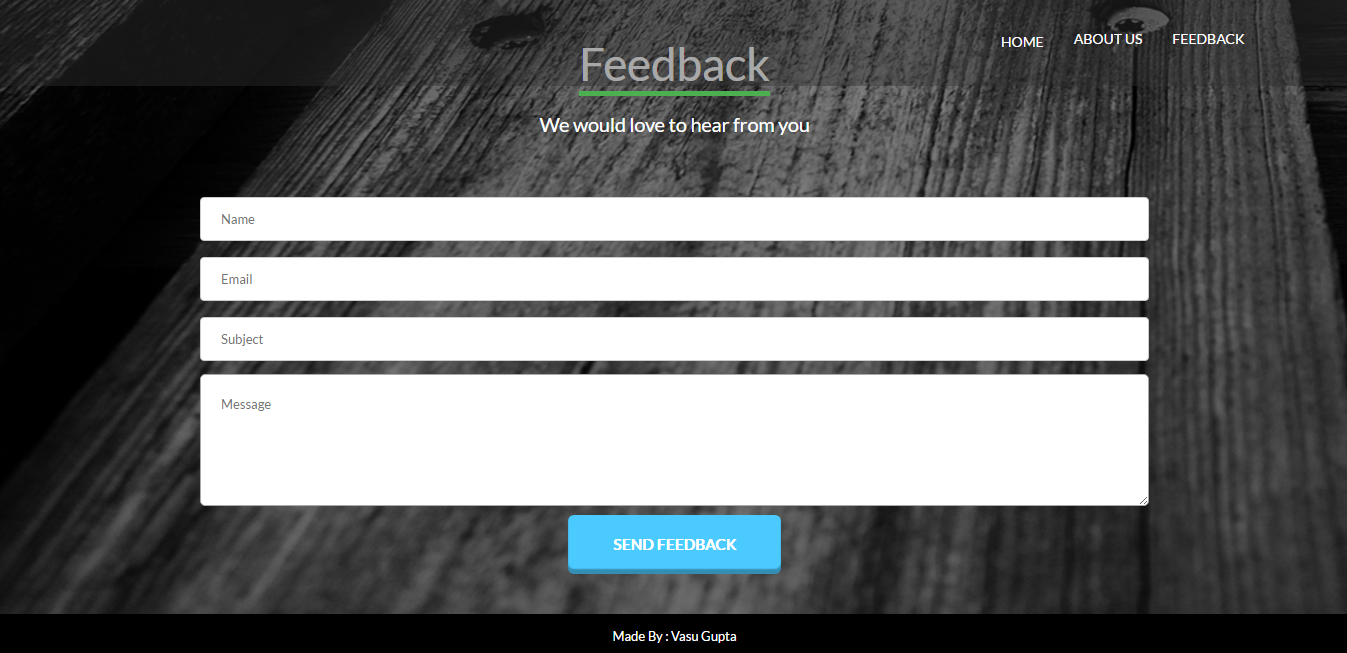 HOME ABOUT US FEEDBACK
Feedback
We would love to hear from you
Name
Email
Subject
Message
SEND FEEDBACK
Made By : Vasu Gupta